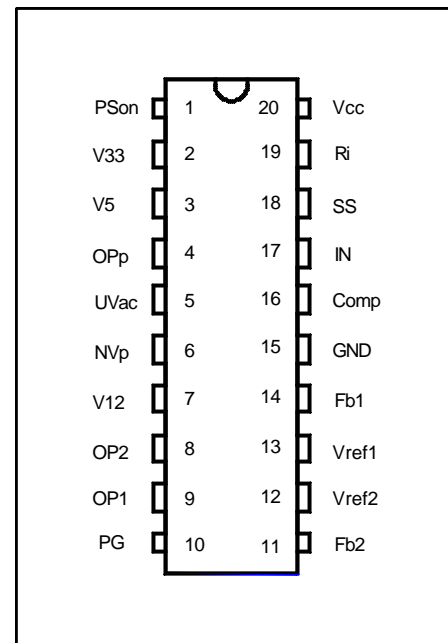 PSon 1 20 Vcc
V33 2 19 Ri
V5 3 18 SS
OPp 4 17 IN
UVac 5 16 Comp
NVp 6 15 GND
V12 7 14 Fb1
OP2 8 13 Vref1
OP1 9 12 Vref2
PG 10 11 Fb2